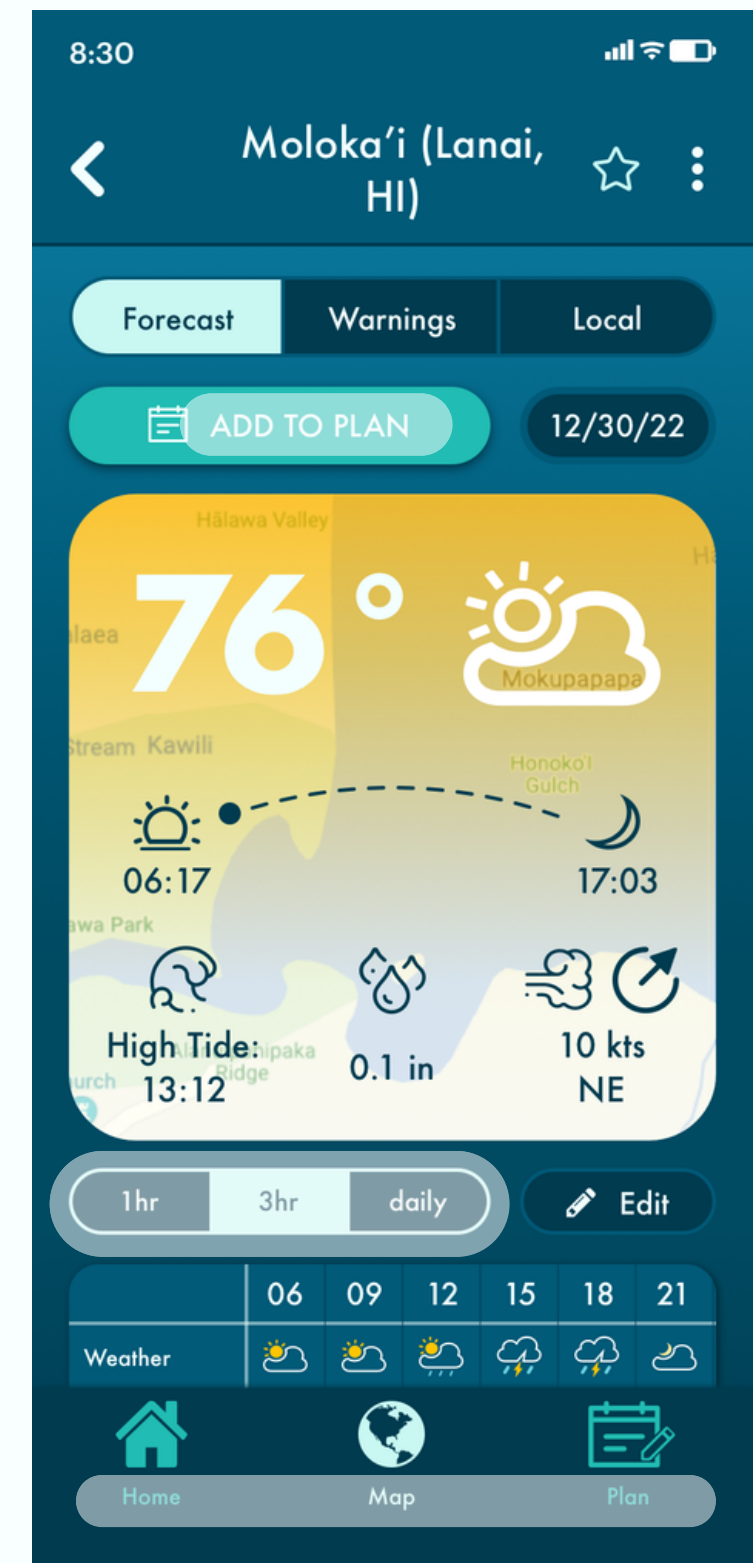 8:30
Moloka‘i (Lanai,
HI)
Forecast Warnings Local
ADD TO PLAN 12/30/22
Hālawa Valley
76°
Mokupapapa
Stream Kawili
Honoko'I
Gulch
06:17 17:03
awa Park
High Tide:
13:12
0.1 in
10 kts
NE
Ridge
1hr 3hr daily Edit
06 09 12 15 18 21
Weather
Home Map Plan